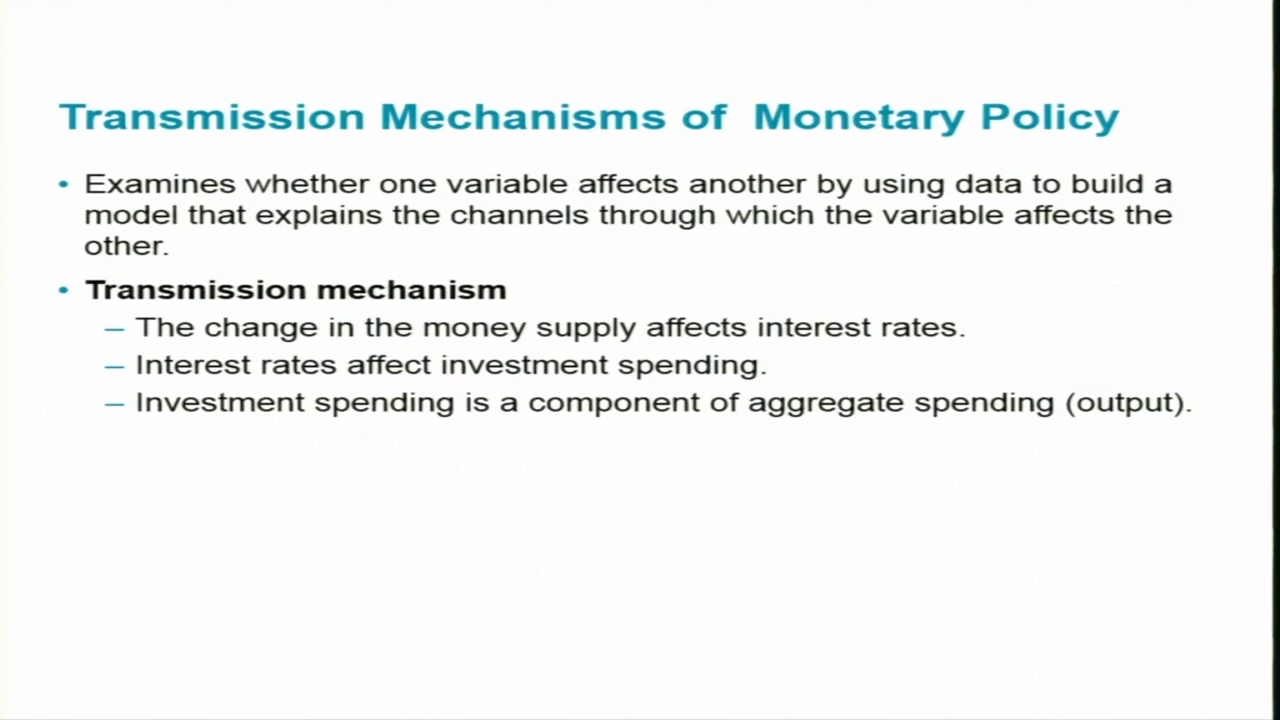 Transmission Mechanisms of Monetary Policy
• Examines whether one variable affects another by using data to build a
model that explains the channels through which the variable affects the
other.
• Transmission mechanism
– The change in the money supply affects interest rates.
– Interest rates affect investment spending.
– Investment spending is a component of aggregate spending (output).